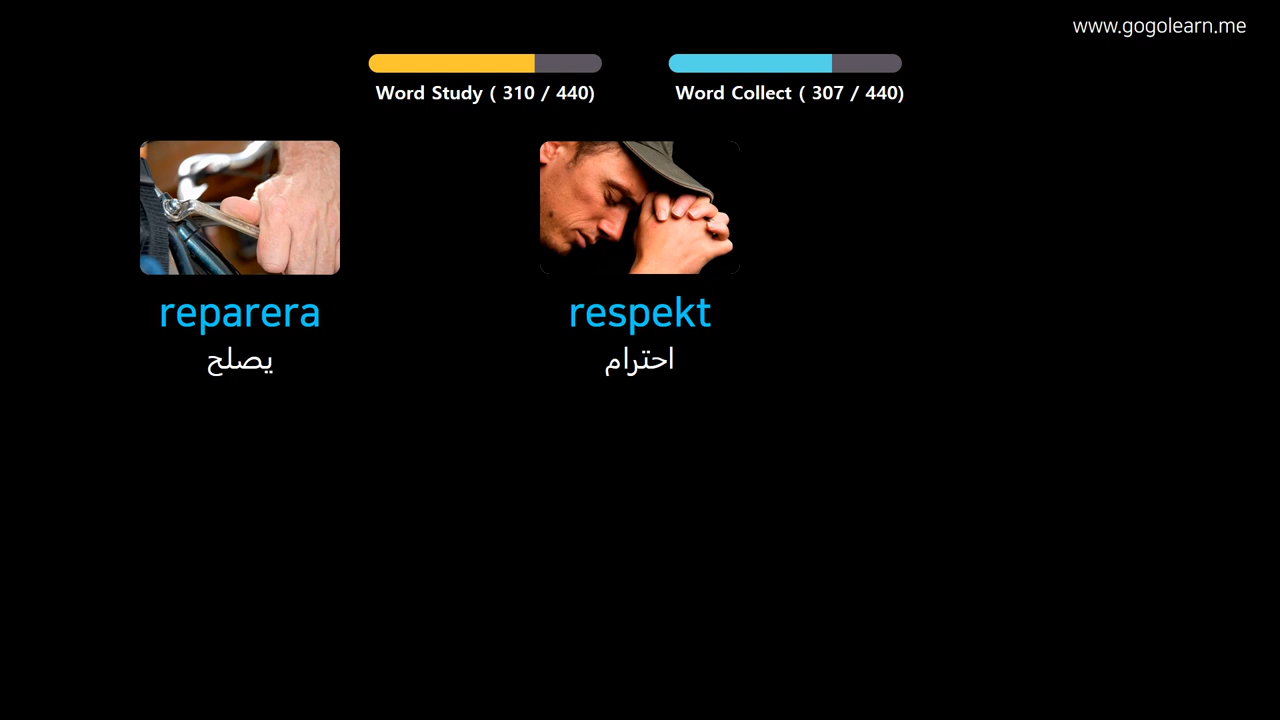 www.gogolearn.me
Word Study ( 310 / 440)
Word Collect ( 307 / 440)
reparera
يصلح
respekt
احترام